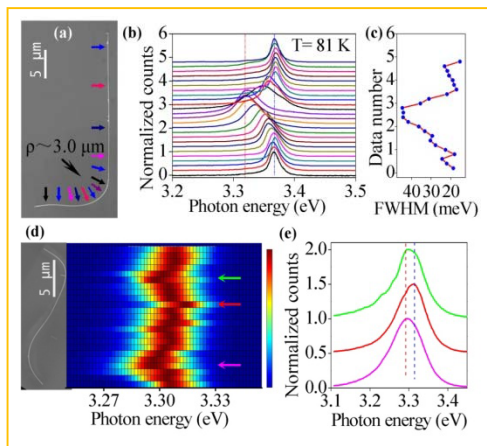 (a)
5 μm
ρ~3.0 μm
(b)
T= 81 K
Normalized counts
6
5
4
3
2
1
0
3.2 3.3 3.4 3.5
Photon energy (eV)
(c)
Data number
6
5
4
3
2
1
0
40 30 20
FWHM (meV)
(d)
5 μm
3.27 3.30 3.33
Photon energy (eV)
(e)
Normalized counts
2.0
1.5
1.0
0.5
0.0
3.1 3.2 3.3 3.4
Photon energy (eV)